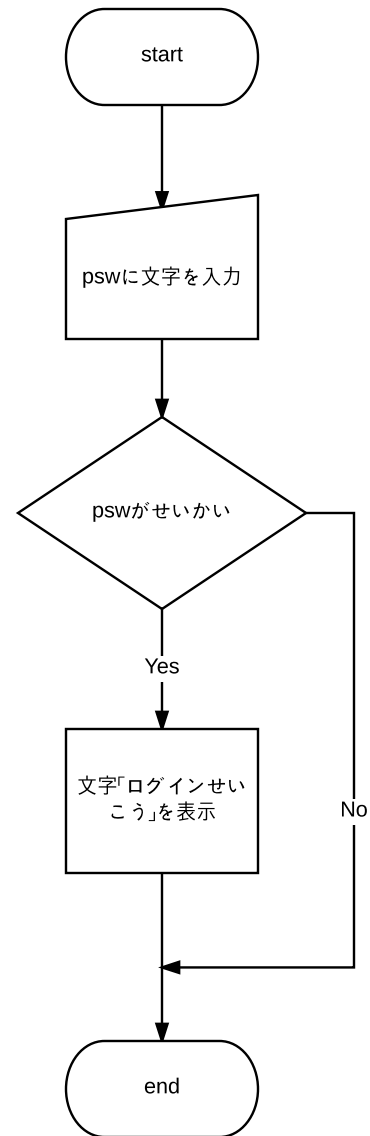 start
pswに文字を入力
pswがせいかい
Yes
文字「ログインせい
こう」を表示
No
end